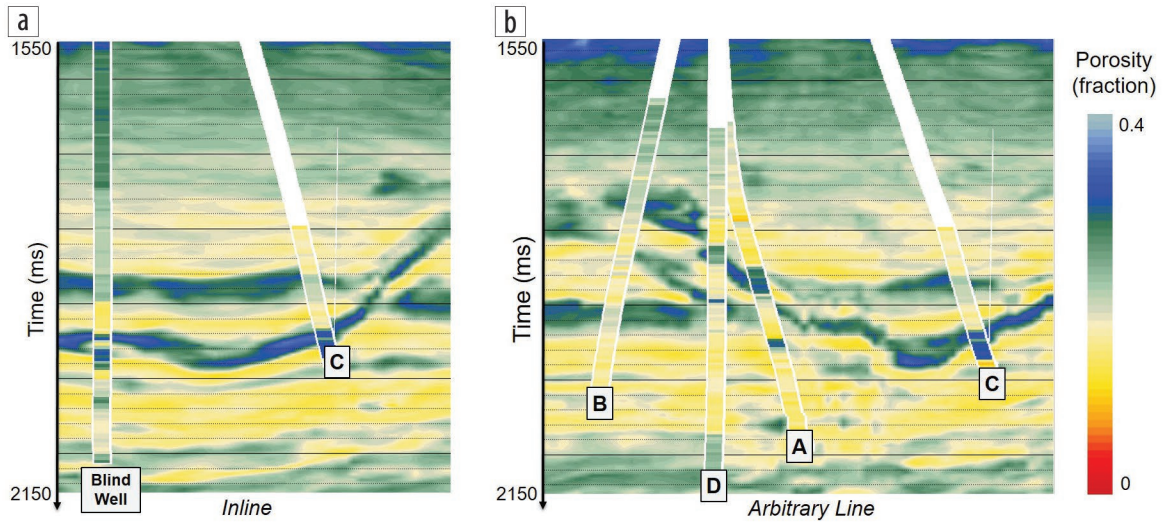 a
b
1550
1550
Porosity
(fraction)
0.4
Time (ms)
Time (ms)
C
C
B
A
Blind
Well
D
0
2150
2150
Inline
Arbitrary Line